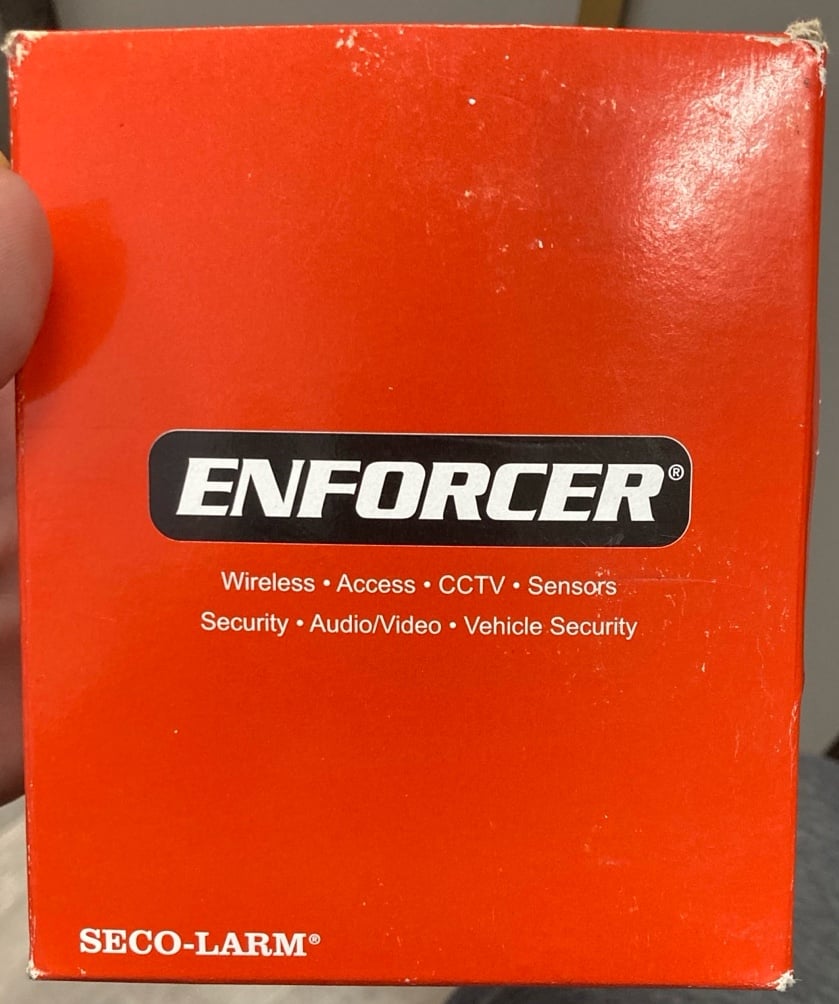 ENFORCER®
Wireless • Access • CCTV • Sensors
Security • Audio/Video • Vehicle Security
SECO-LARM®